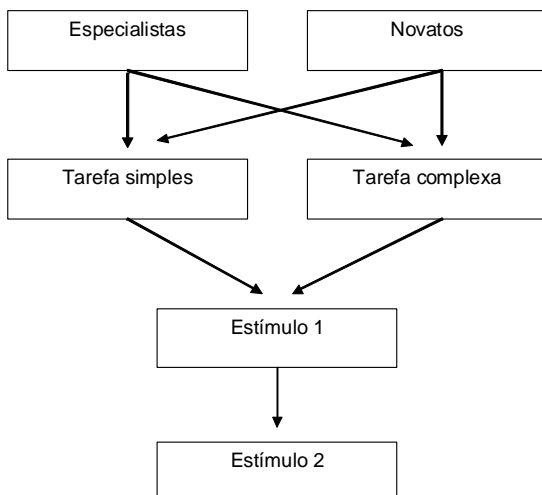 Especialistas
Novatos
Tarefa simples
Tarefa complexa
Estímulo 1
Estímulo 2